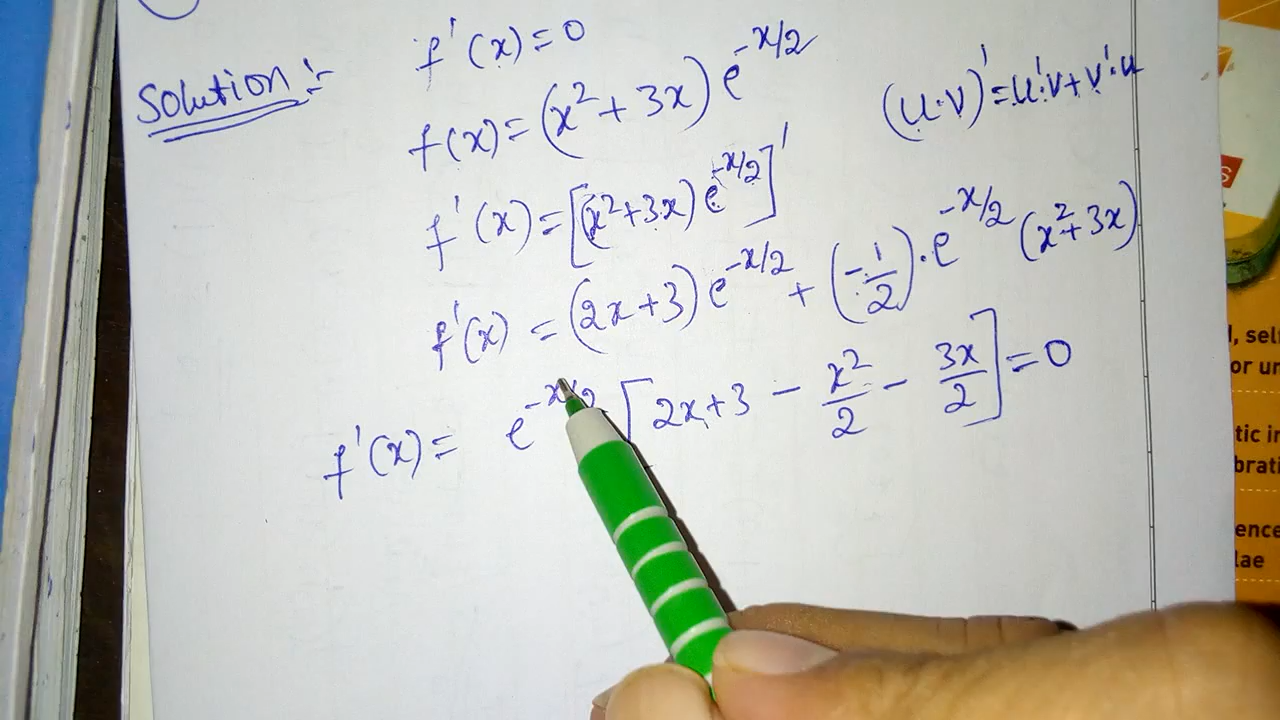 f'(x) = 0
Solution :-
f(x) = (x² + 3x) e^{-x/2}
(u·v)' = u'·v + v'·u
f'(x) = [(x² + 3x) e^{-x/2}]'
f'(x) = (2x + 3) e^{-x/2} + (-1/2) · e^{-x/2} (x² + 3x)
f'(x) = e^{-x/2} [2x + 3 - x²/2 - 3x/2] = 0